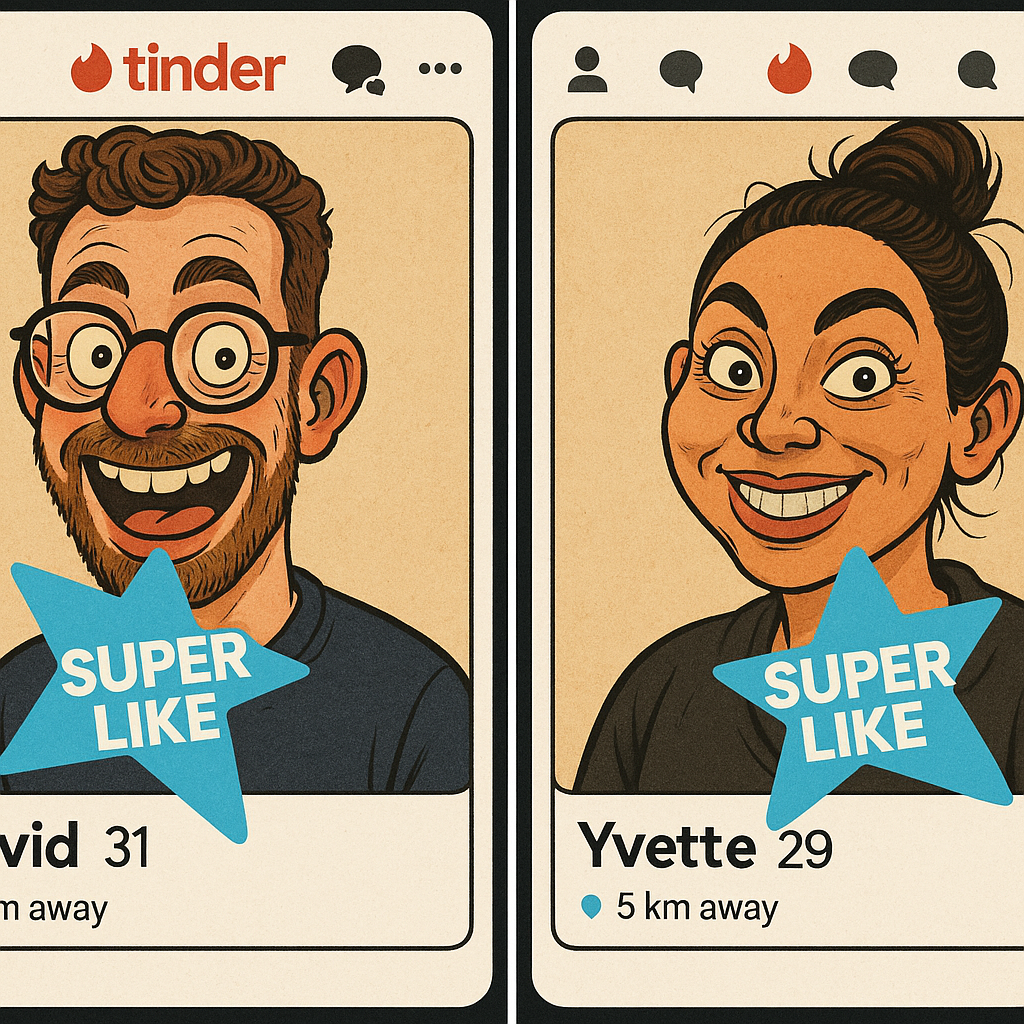 tinder
SUPER
LIKE
vid 31
m away
SUPER
LIKE
Yvette 29
5 km away